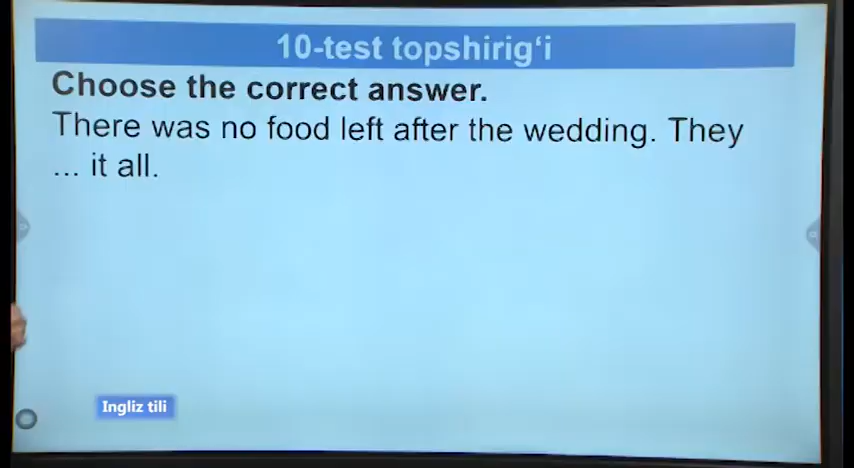 10-test topshirig‘i
Choose the correct answer.
There was no food left after the wedding. They
... it all.
Ingliz tili